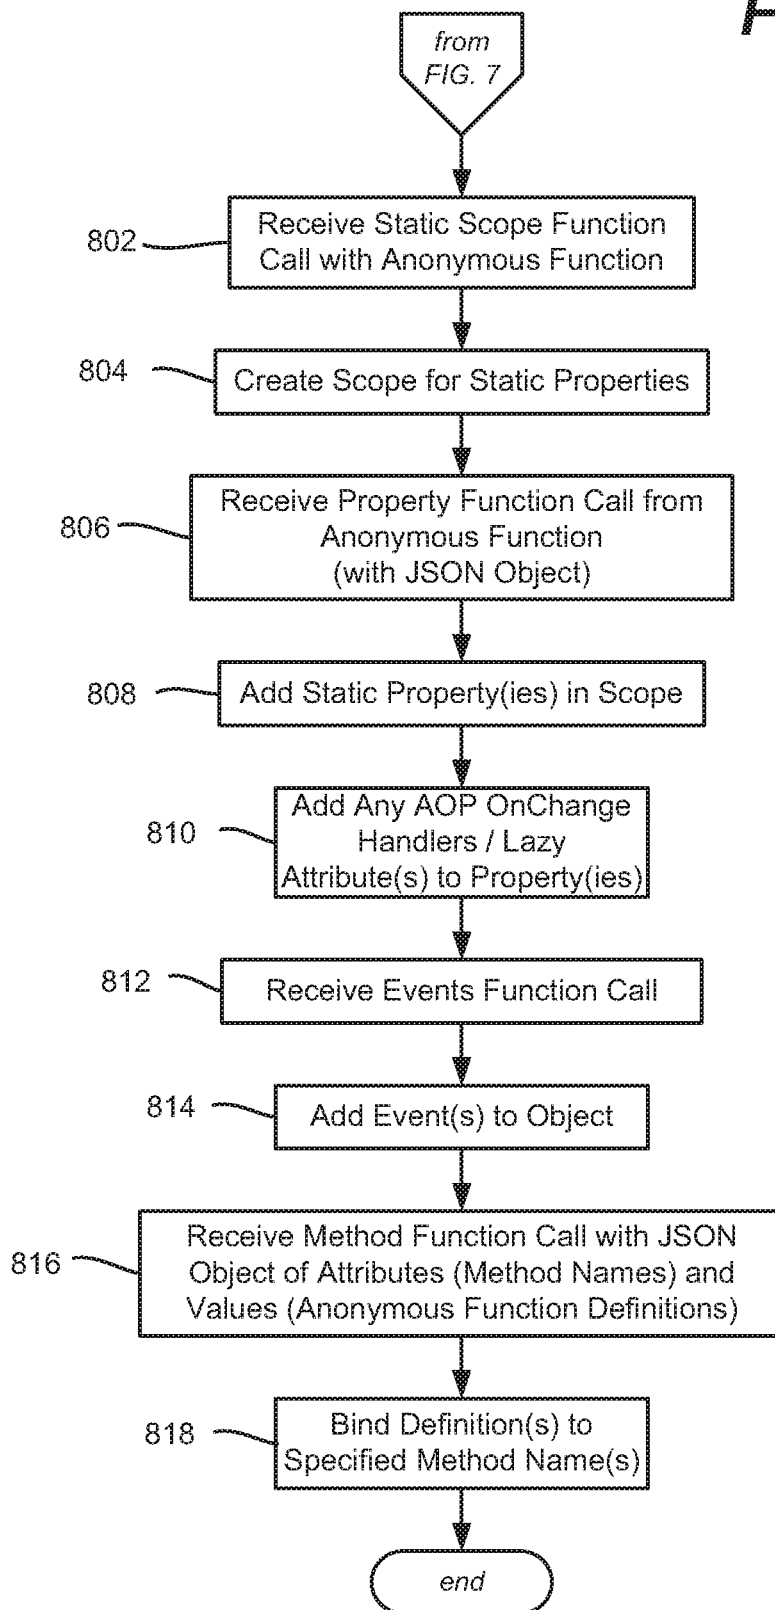 from
FIG. 7
802
Receive Static Scope Function
Call with Anonymous Function
804
Create Scope for Static Properties
806
Receive Property Function Call from
Anonymous Function
(with JSON Object)
808
Add Static Property(ies) in Scope
810
Add Any AOP OnChange
Handlers / Lazy
Attribute(s) to Property(ies)
812
Receive Events Function Call
814
Add Event(s) to Object
816
Receive Method Function Call with JSON
Object of Attributes (Method Names) and
Values (Anonymous Function Definitions)
818
Bind Definition(s) to
Specified Method Name(s)
end